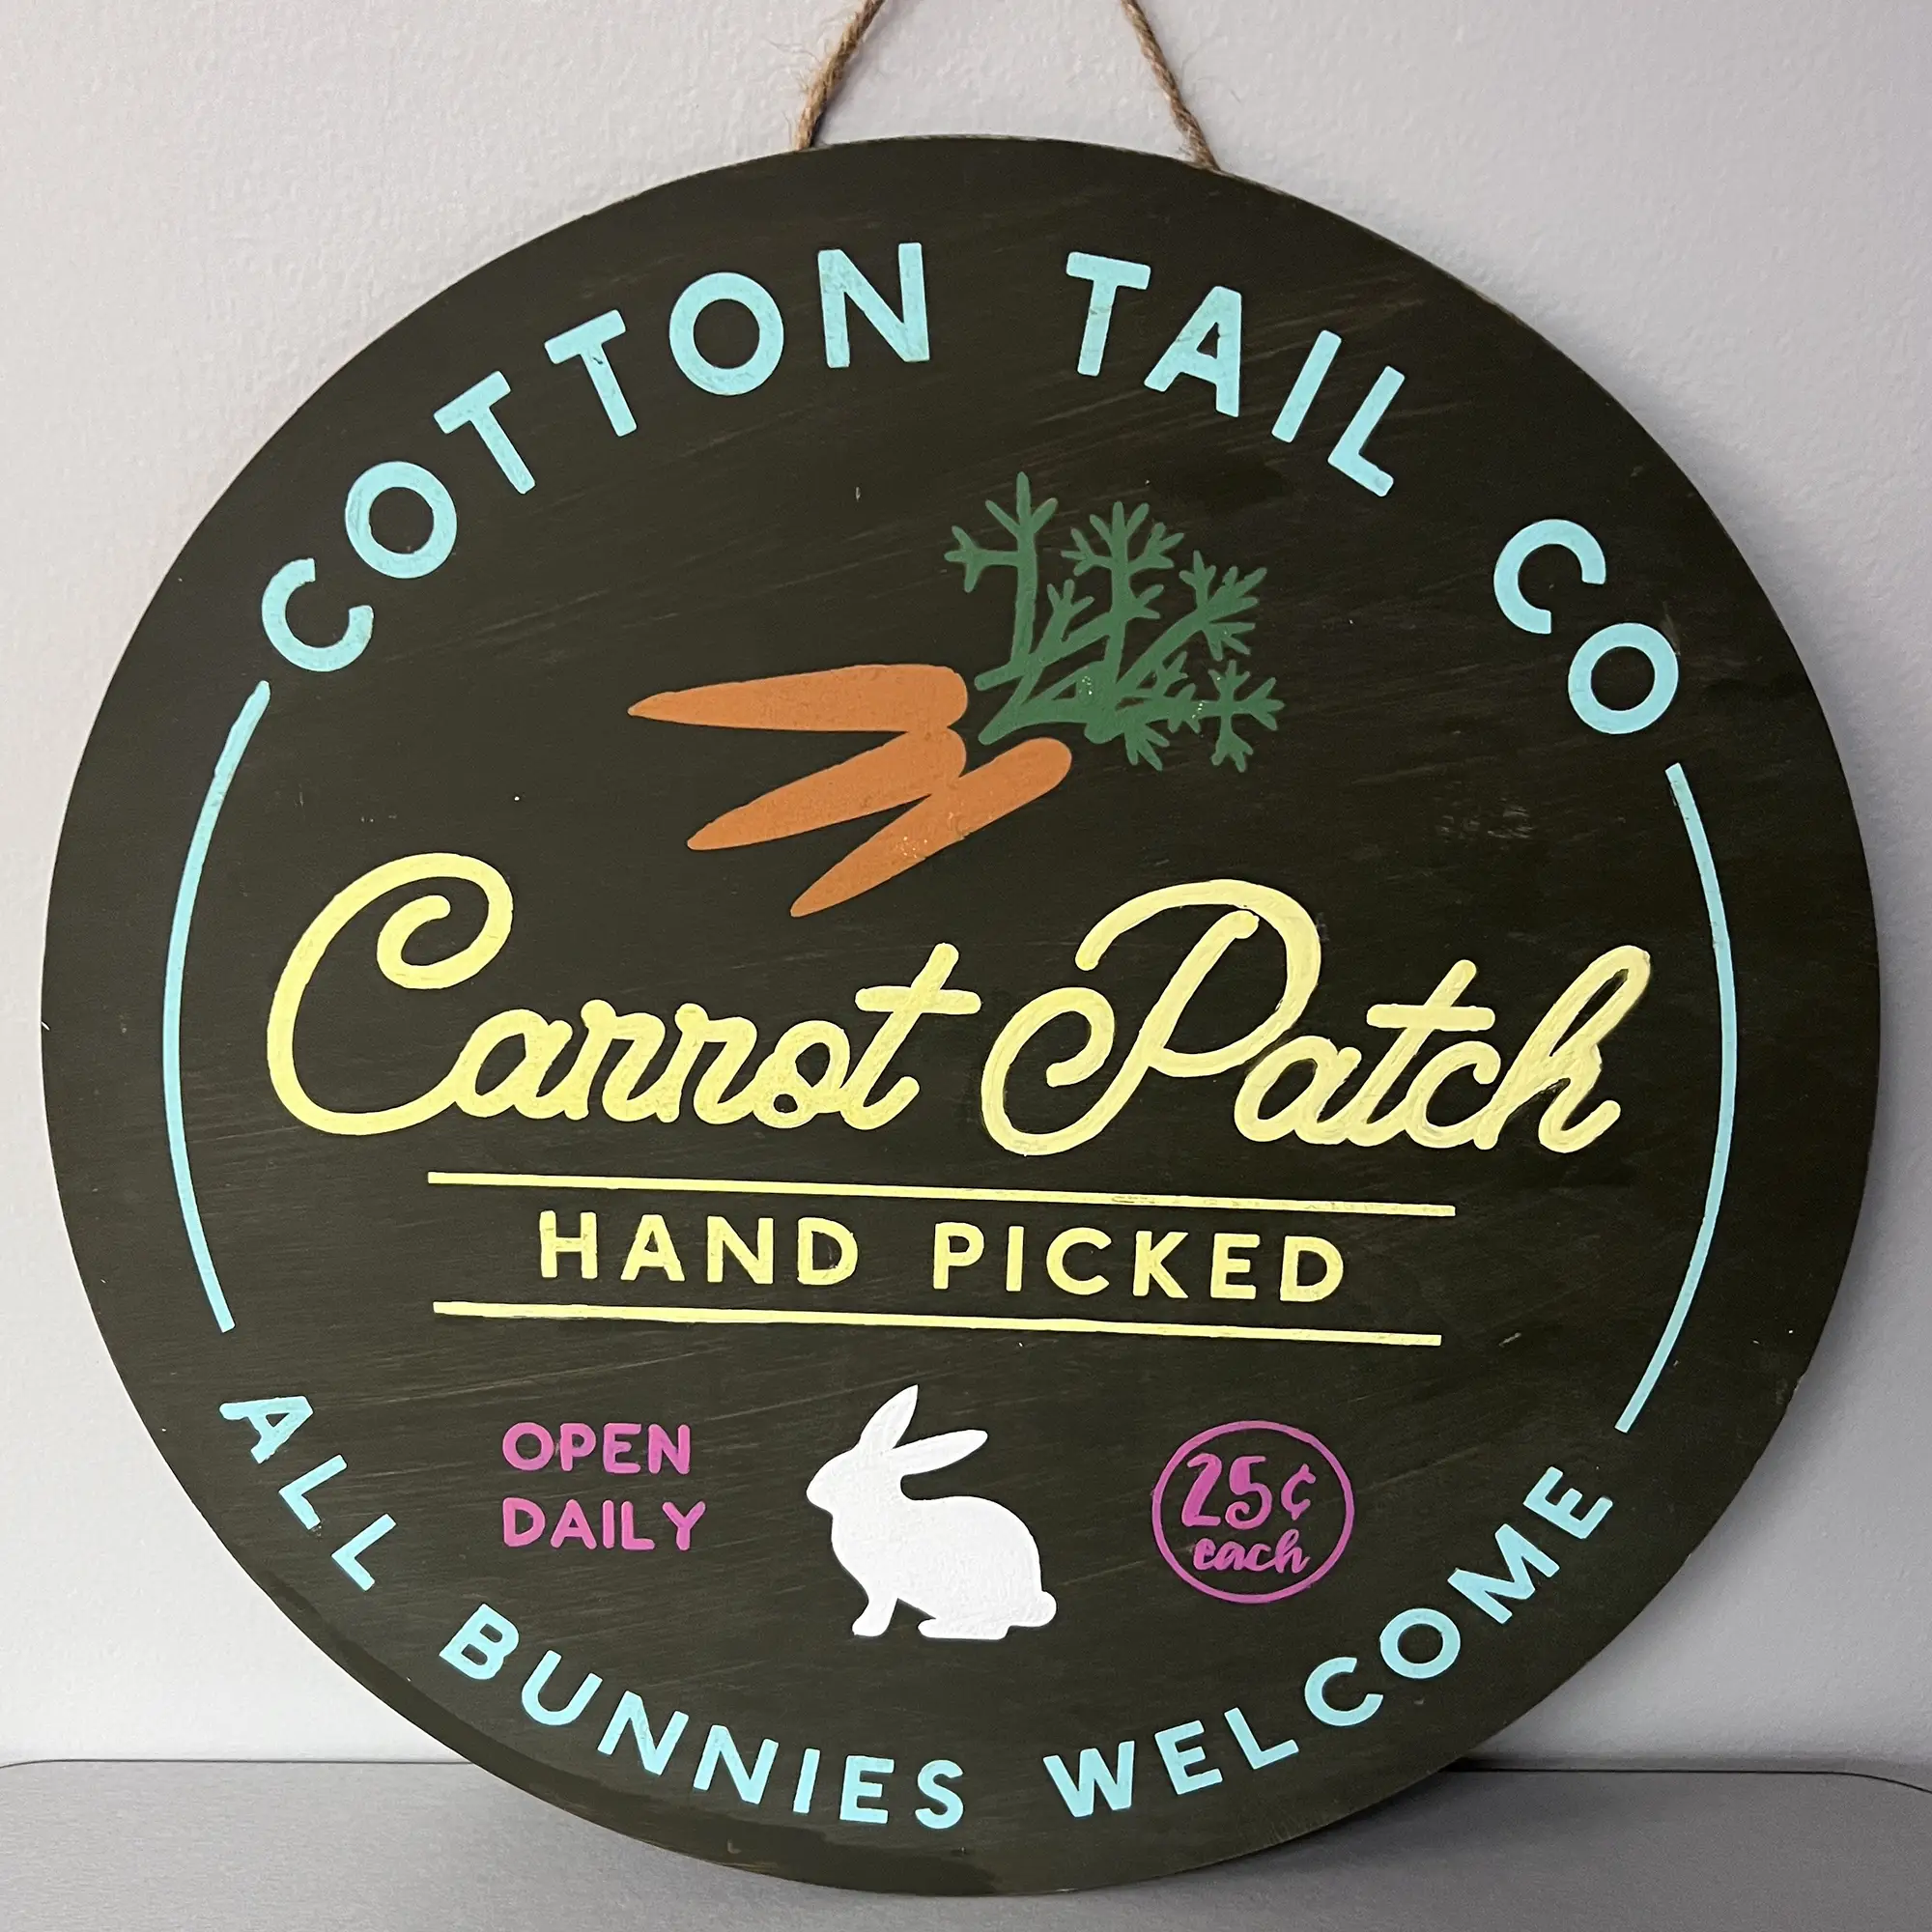 COTTON TAIL CO
Carrot Patch
HAND PICKED
OPEN
DAILY
25¢
each
ALL BUNNIES WELCOME